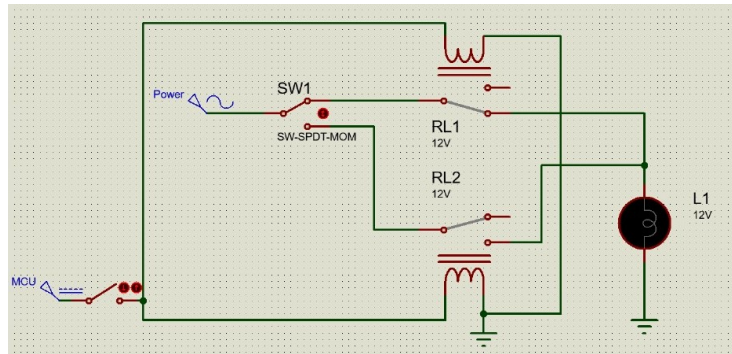 Power
SW1
SW-SPDT-MOM
RL1
12V
RL2
12V
L1
12V
MCU